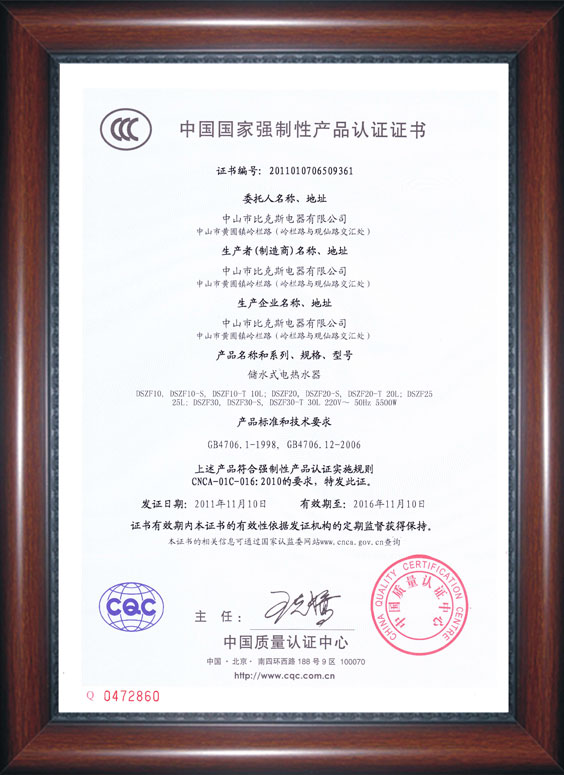 中国国家强制性产品认证证书
证书编号: 2011010706509361
委托人名称、地址
中山市比克斯电器有限公司
中山市黄圃镇岭栏路（岭栏路与观仙路交汇处）
生产者(制造商)名称、地址
中山市比克斯电器有限公司
中山市黄圃镇岭栏路（岭栏路与观仙路交汇处）
生产企业名称、地址
中山市比克斯电器有限公司
中山市黄圃镇岭栏路（岭栏路与观仙路交汇处）
产品名称和系列、规格、型号
储水式电热水器
DSZF10, DSZF10-S, DSZF10-T 10L; DSZF20, DSZF20-S, DSZF20-T 20L; DSZF25
25L; DSZF30, DSZF30-S, DSZF30-T 30L 220V～ 50Hz 5500W
产品标准和技术要求
GB4706.1-1998, GB4706.12-2006
上述产品符合强制性产品认证实施规则
CNCA-01C-016:2010的要求，特发此证。
发证日期: 2011年11月10日 有效期至: 2016年11月10日
证书有效期内本证书的有效性依据发证机构的定期监督获得保持。
本证书的相关信息可通过国家认监委网站www.cnca.gov.cn查询
CQC
主 任:
CHINA QUALITY CERTIFICATION CENTRE
中国质量认证中心
中国质量认证中心
中国·北京·南四环西路188号9区 100070
http://www.cqc.com.cn
Q 0472860